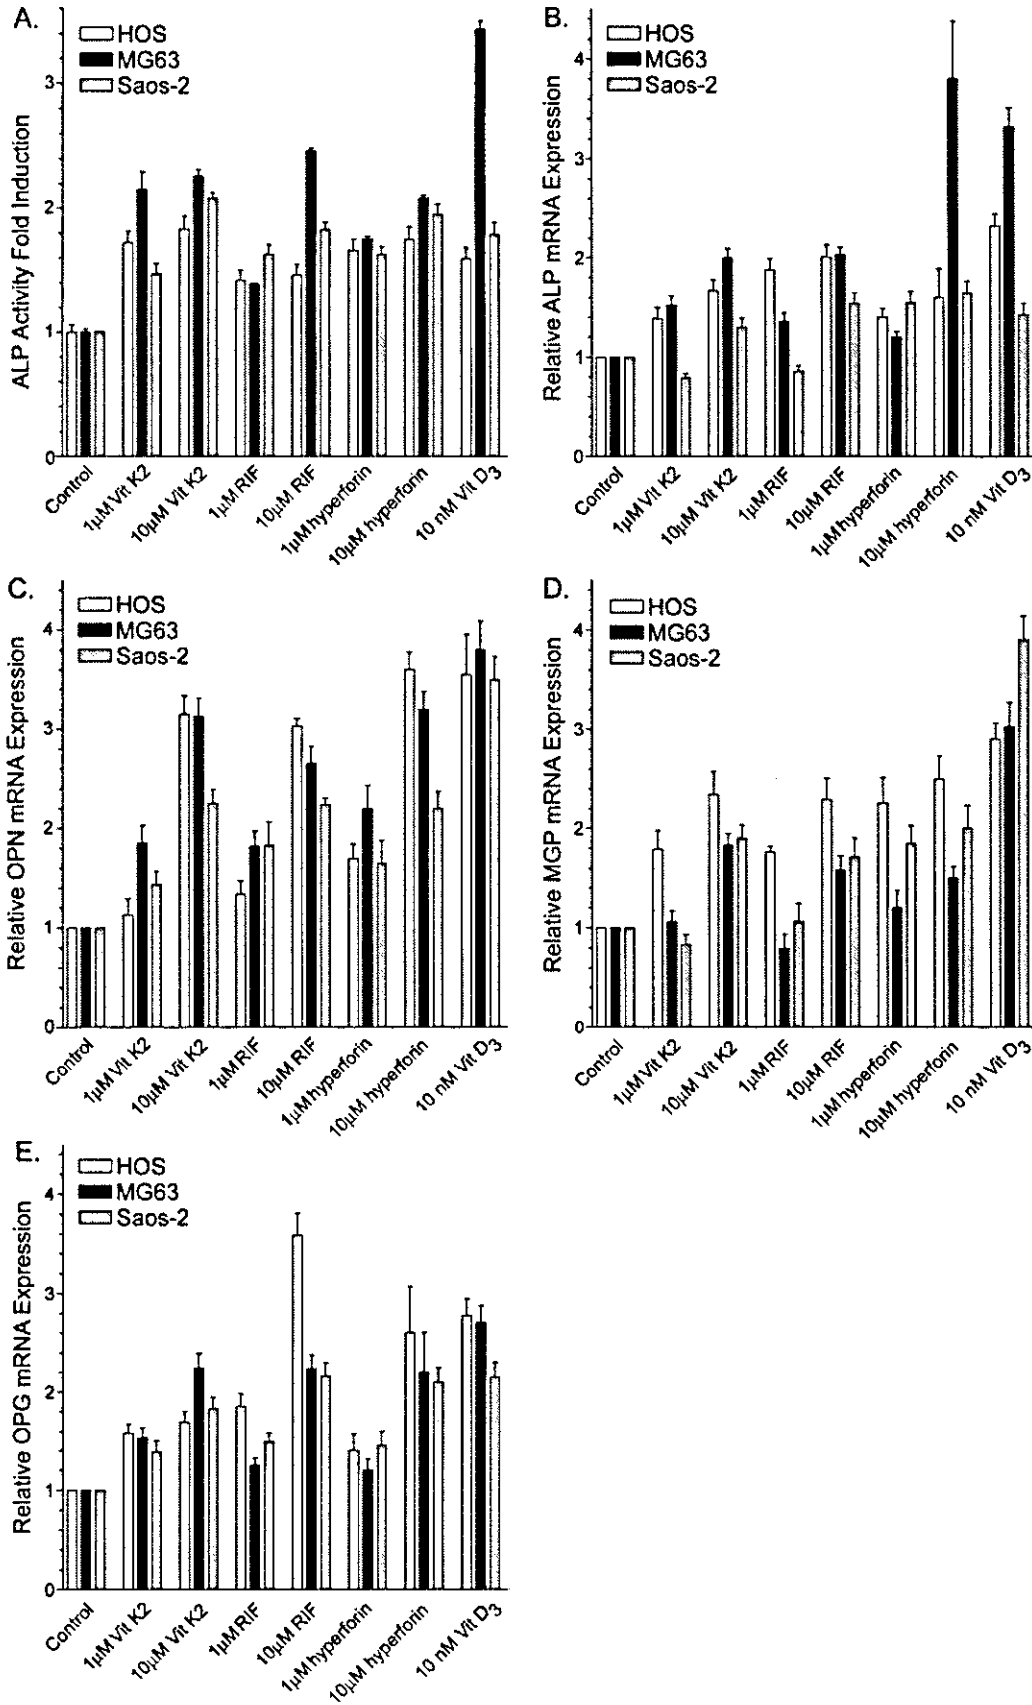 A.
HOS
MG63
Saos-2
ALP Activity Fold Induction
3
2
1
0
Control
1µM Vit K2
10µM Vit K2
1µM RIF
10µM RIF
1µM hyperforin
10µM hyperforin
10 nM Vit D3
B.
HOS
MG63
Saos-2
Relative ALP mRNA Expression
4
3
2
1
0
Control
1µM Vit K2
10µM Vit K2
1µM RIF
10µM RIF
1µM hyperforin
10µM hyperforin
10 nM Vit D3
C.
HOS
MG63
Saos-2
Relative OPN mRNA Expression
4
3
2
1
0
Control
1µM Vit K2
10µM Vit K2
1µM RIF
10µM RIF
1µM hyperforin
10µM hyperforin
10 nM Vit D3
D.
HOS
MG63
Saos-2
Relative MGP mRNA Expression
4
3
2
1
0
Control
1µM Vit K2
10µM Vit K2
1µM RIF
10µM RIF
1µM hyperforin
10µM hyperforin
10 nM Vit D3
E.
HOS
MG63
Saos-2
Relative OPG mRNA Expression
4
3
2
1
0
Control
1µM Vit K2
10µM Vit K2
1µM RIF
10µM RIF
1µM hyperforin
10µM hyperforin
10 nM Vit D3